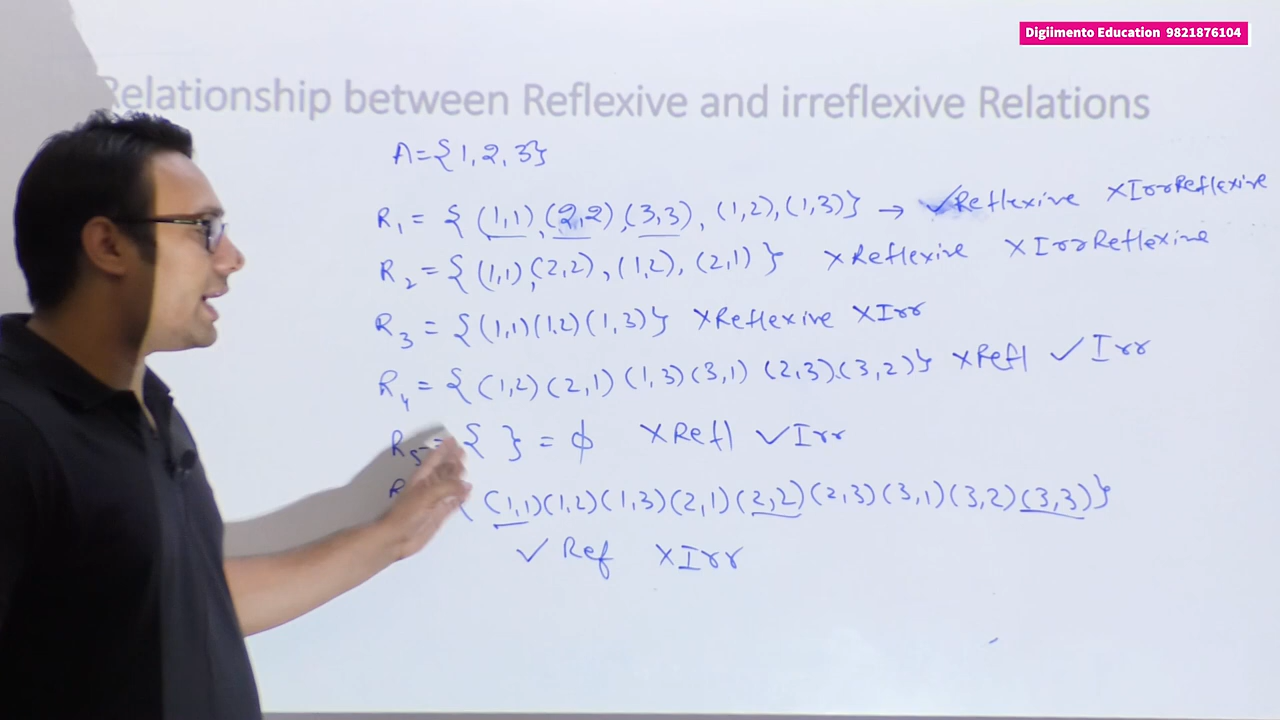 Digiimento Education 9821876104
Relationship between Reflexive and irreflexive Relations
A={1,2,3}
R₁ = { (1,1),(2,2),(3,3), (1,2),(1,3)} → ✓Reflexive ×IrrReflexive
R₂ = {(1,1),(2,2), (1,2), (2,1) } ×Reflexive ×IrrReflexive
R₃ = {(1,1)(1,2)(1,3)} ×Reflexive ×Irr
R₄ = { (1,2)(2,1) (1,3)(3,1) (2,3)(3,2)} ×Refl ✓Irr
R₅ = { } = ϕ ×Refl ✓Irr
R { (1,1)(1,2)(1,3)(2,1)(2,2)(2,3)(3,1)(3,2)(3,3)}
✓ Ref ×Irr